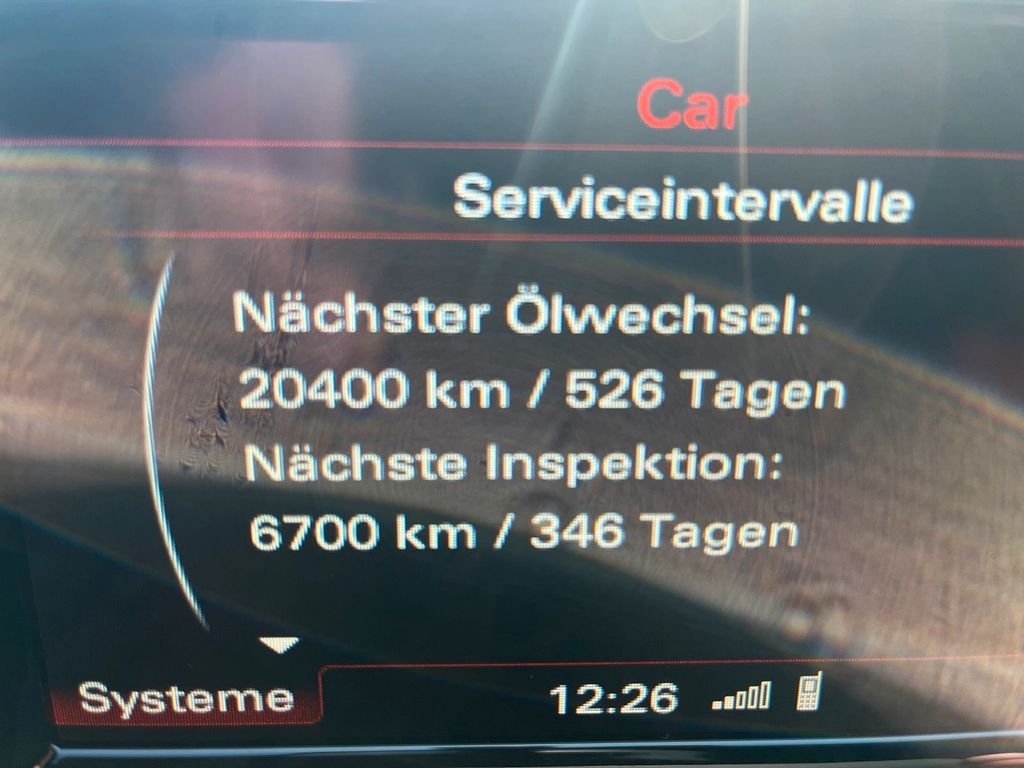 Car
Serviceintervalle
Nächster Ölwechsel:
20400 km / 526 Tagen
Nächste Inspektion:
6700 km / 346 Tagen
Systeme
12:26